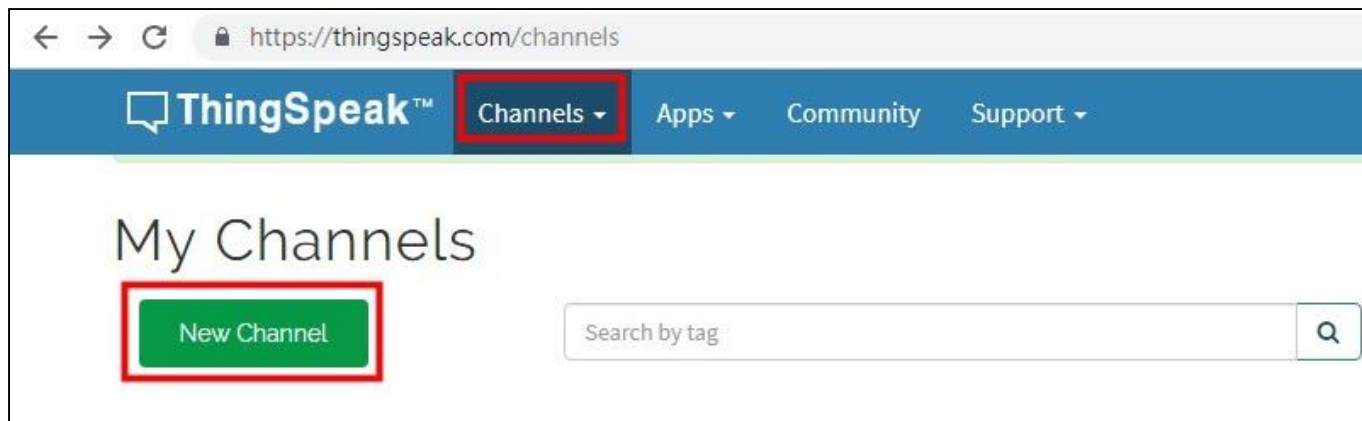 https://thingspeak.com/channels
ThingSpeak™ Channels Apps Community Support
My Channels
New Channel Search by tag